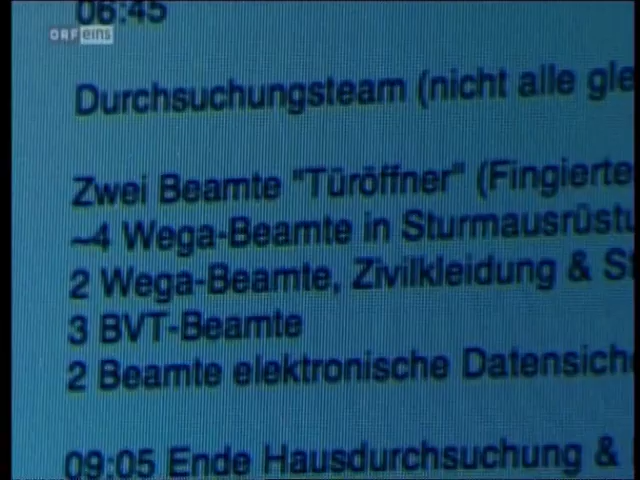 06:45
ORF eins
Durchsuchungsteam (nicht alle gle
Zwei Beamte "Türöffner" (Fingierte
~4 Wega-Beamte in Sturmausrüstu
2 Wega-Beamte, Zivilkleidung & S
3 BVT-Beamte
2 Beamte elektronische Datensich
09:05 Ende Hausdurchsuchung &